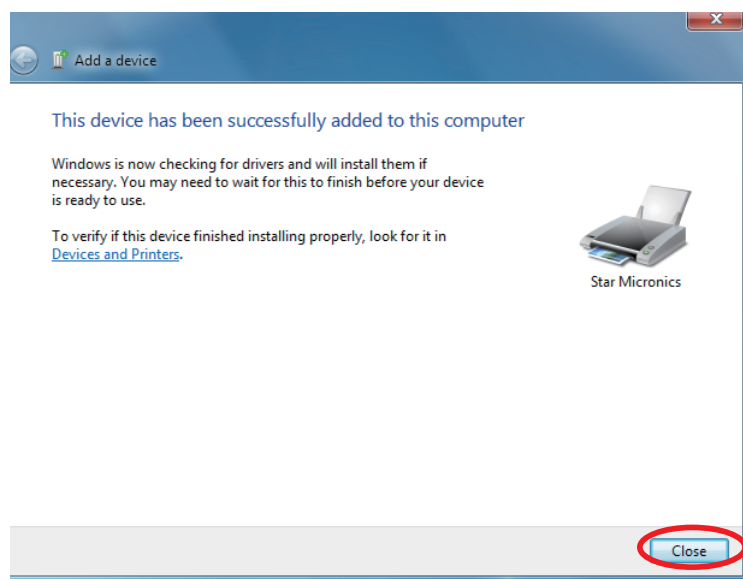 Add a device
This device has been successfully added to this computer
Windows is now checking for drivers and will install them if
necessary. You may need to wait for this to finish before your device
is ready to use.
To verify if this device finished installing properly, look for it in
Devices and Printers.
Star Micronics
Close